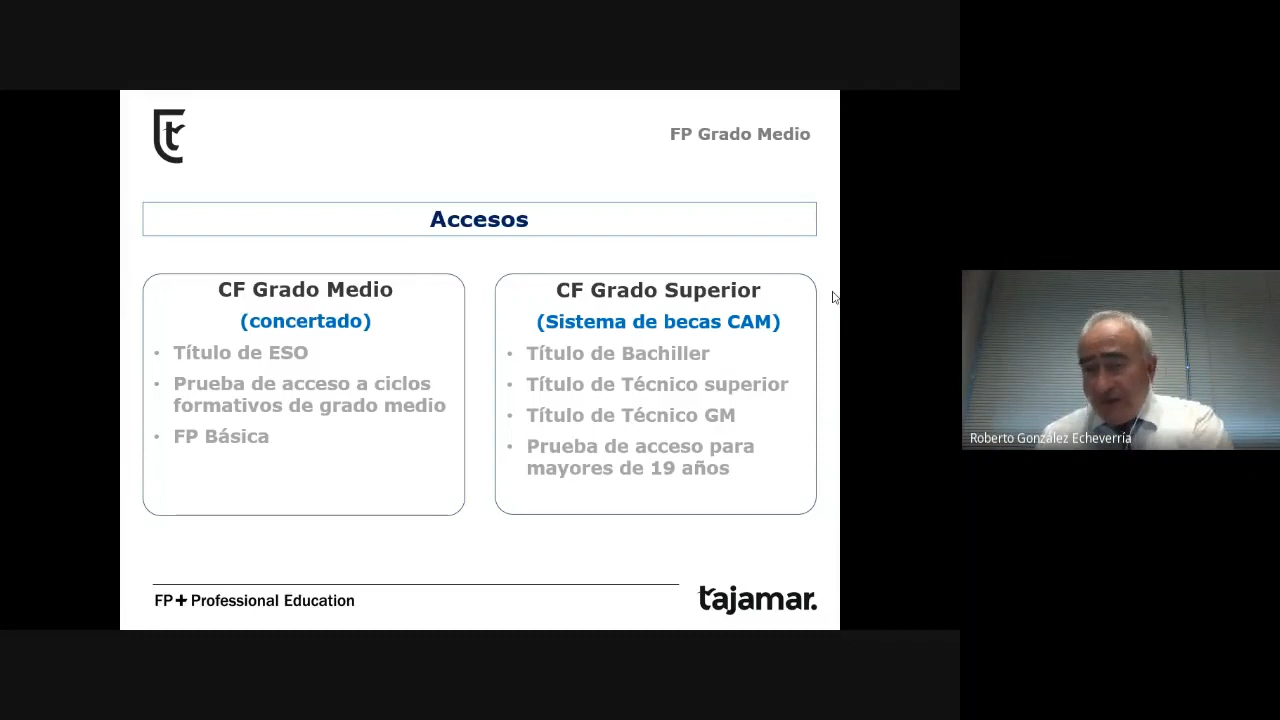 FP Grado Medio
Accesos
CF Grado Medio
(concertado)
• Título de ESO
• Prueba de acceso a ciclos
formativos de grado medio
• FP Básica
CF Grado Superior
(Sistema de becas CAM)
• Título de Bachiller
• Título de Técnico superior
• Título de Técnico GM
• Prueba de acceso para
mayores de 19 años
FP+Professional Education
tajamar.
Roberto González Echeverría